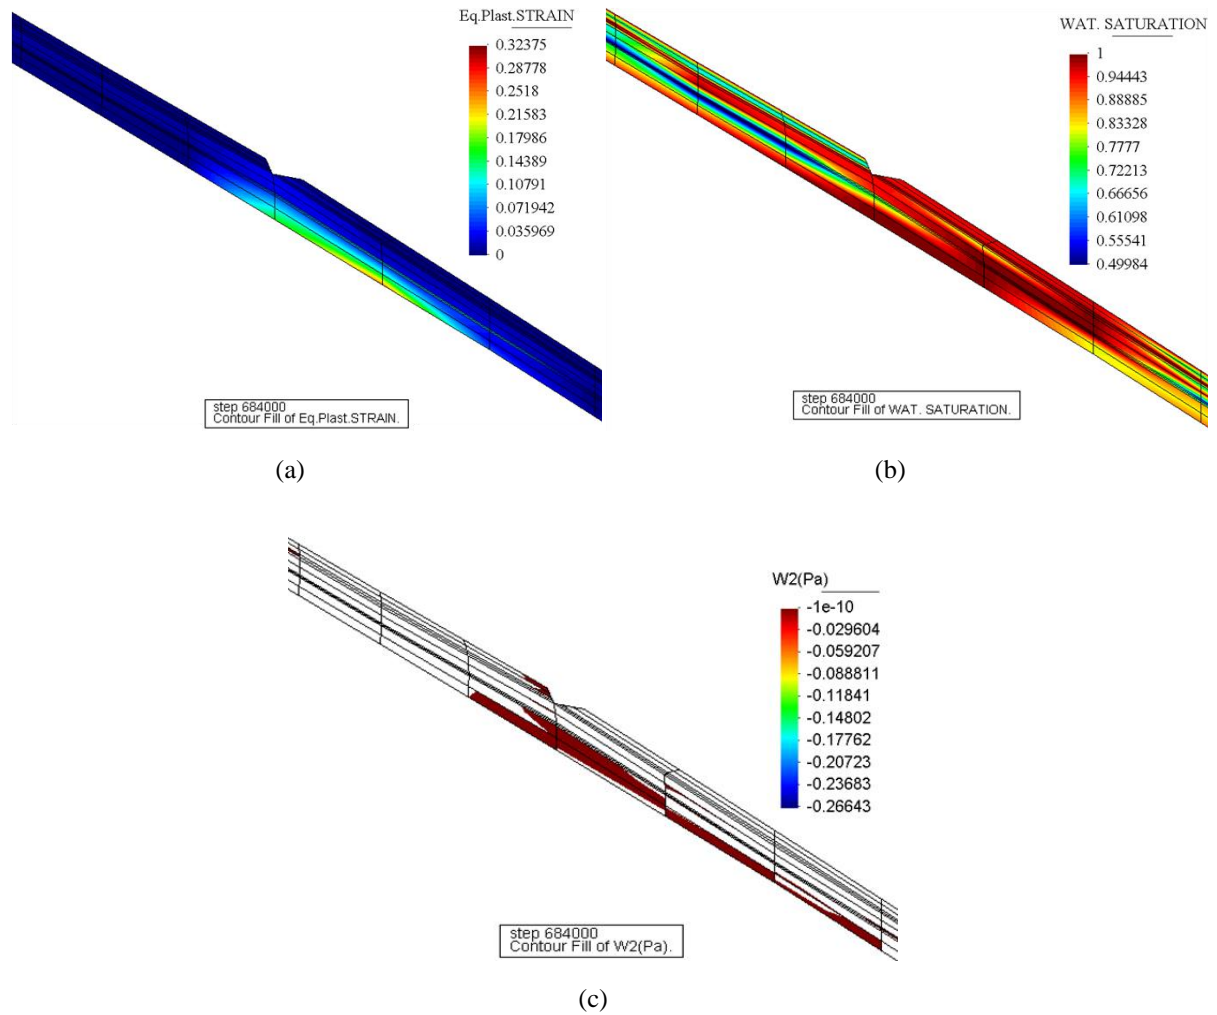 Eq.Plast.STRAIN
0.32375
0.28778
0.2518
0.21583
0.17986
0.14389
0.10791
0.071942
0.035969
0
step 684000
Contour Fill of Eq.Plast.STRAIN.
(a)
WAT. SATURATION
1
0.94443
0.88885
0.83328
0.7777
0.72213
0.66656
0.61098
0.55541
0.49984
step 684000
Contour Fill of WAT. SATURATION.
(b)
W2(Pa)
-1e-10
-0.029604
-0.059207
-0.088811
-0.11841
-0.14802
-0.17762
-0.20723
-0.23683
-0.26643
step 684000
Contour Fill of W2(Pa).
(c)